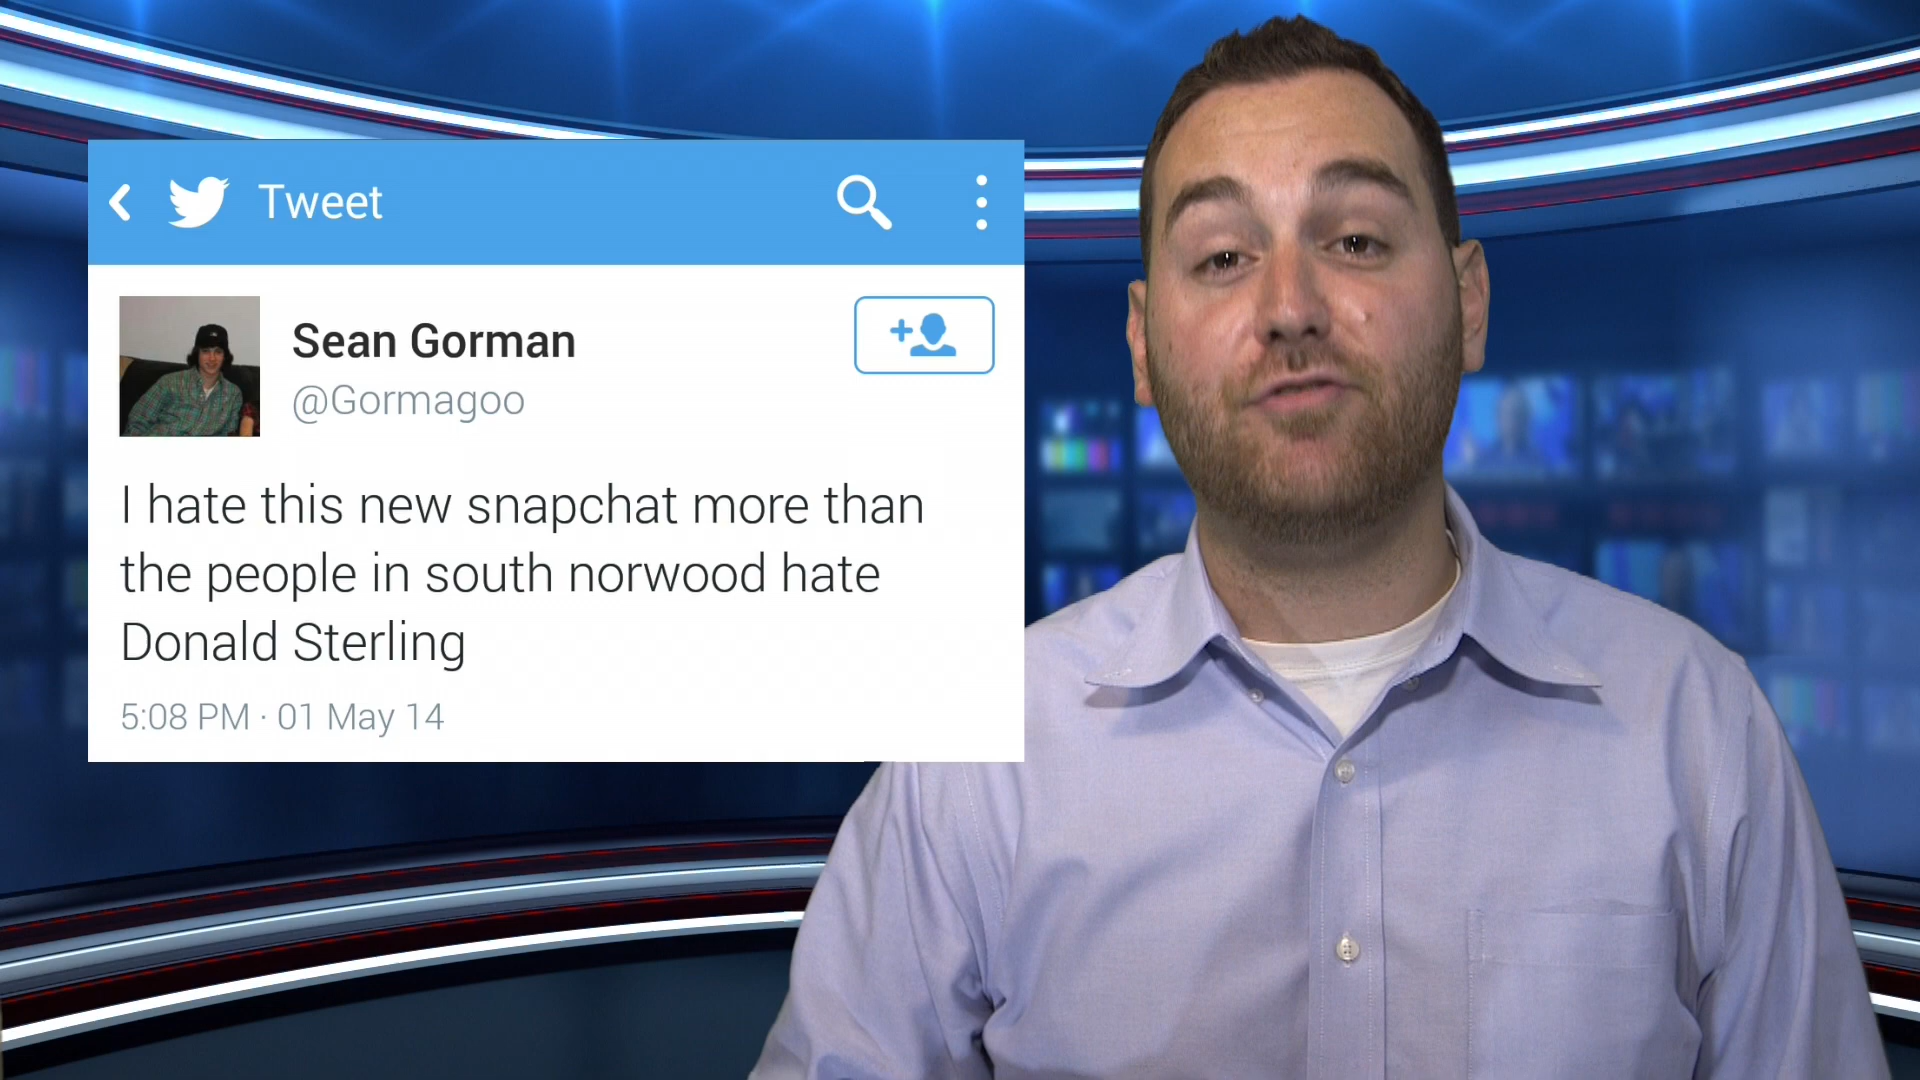 Tweet
Sean Gorman
@Gormagoo
I hate this new snapchat more than
the people in south norwood hate
Donald Sterling
5:08 PM · 01 May 14